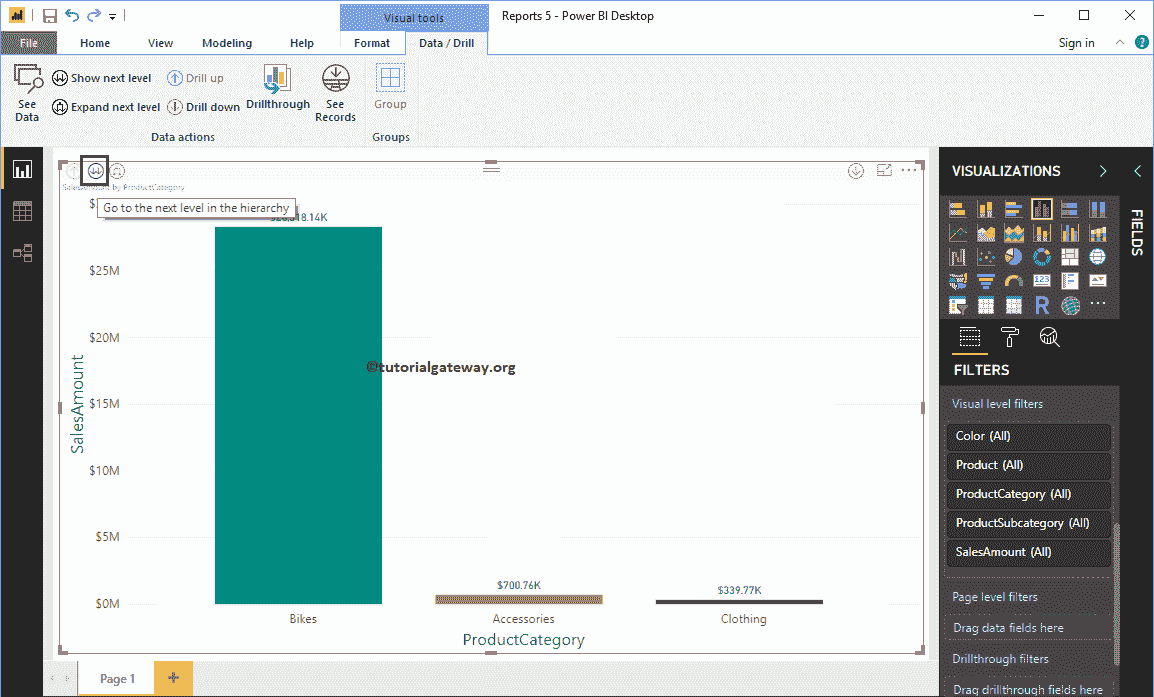 Visual tools
Reports 5 - Power BI Desktop
File Home View Modeling Help Format Data / Drill
Sign in
?
Show next level
Drill up
Expand next level
Drill down
See Data
Drillthrough
See Records
Group
Data actions
Groups
SalesAmount by ProductCategory
Go to the next level in the hierarchy
$25M
$20M
$15M
$10M
$5M
$0M
SalesAmount
©tutorialgateway.org
$700.76K
$339.77K
Bikes
Accessories
Clothing
ProductCategory
Page 1
VISUALIZATIONS
FIELDS
123
R
FILTERS
Visual level filters
Color (All)
Product (All)
ProductCategory (All)
ProductSubcategory (All)
SalesAmount (All)
Page level filters
Drag data fields here
Drillthrough filters
Drag drillthrough fields here